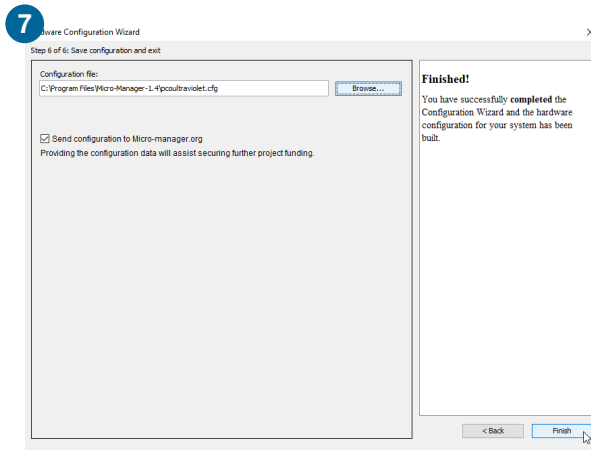 7
dware Configuration Wizard
Step 6 of 6: Save configuration and exit
Configuration file:
C:\Program Files\Micro-Manager-1.4\pcoultraviolet.cfg
Browse...
Send configuration to Micro-manager.org
Providing the configuration data will assist securing further project funding.
Finished!
You have successfully completed the
Configuration Wizard and the hardware
configuration for your system has been
built.
< Back
Finish